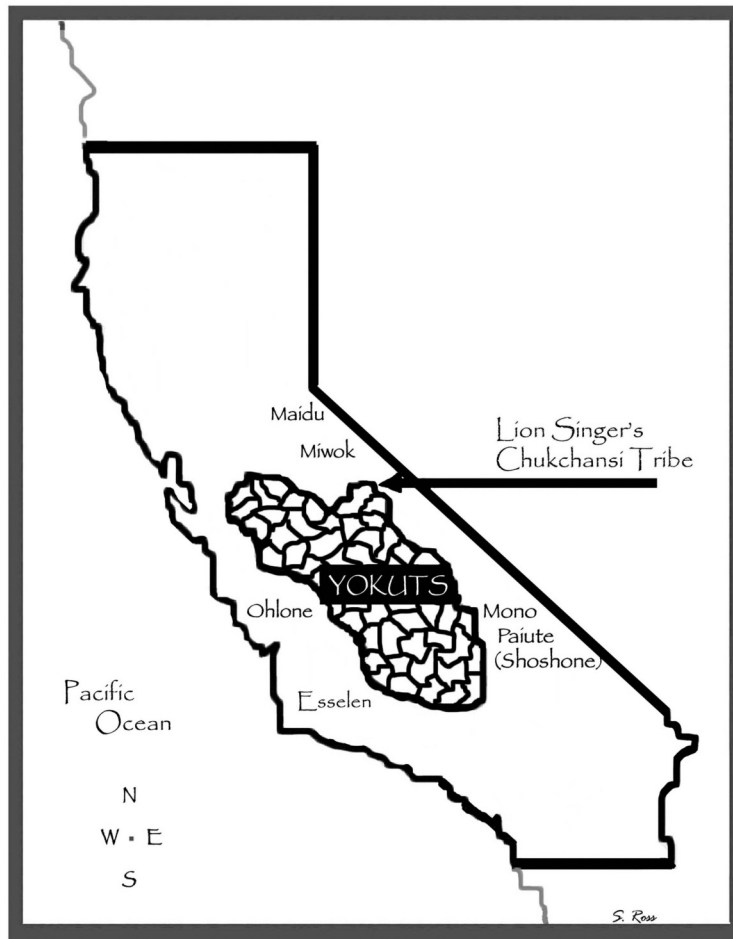 Maidu
Miwok
Lion Singer's
Chukchansi Tribe
YOKUTS
Ohlone
Mono
Paiute
(Shoshone)
Esselen
Pacific
Ocean
N
W · E
S
S. Ross